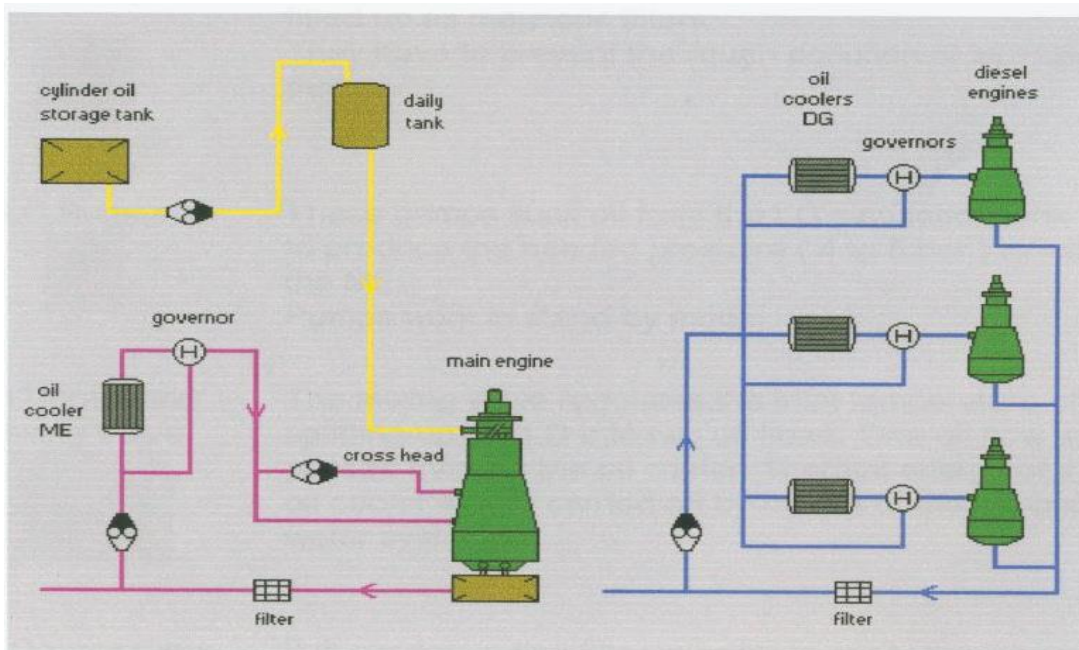 cylinder oil
storage tank
daily
tank
oil
coolers
DG
diesel
engines
governors
governor
main engine
oil
cooler
ME
cross head
filter
filter